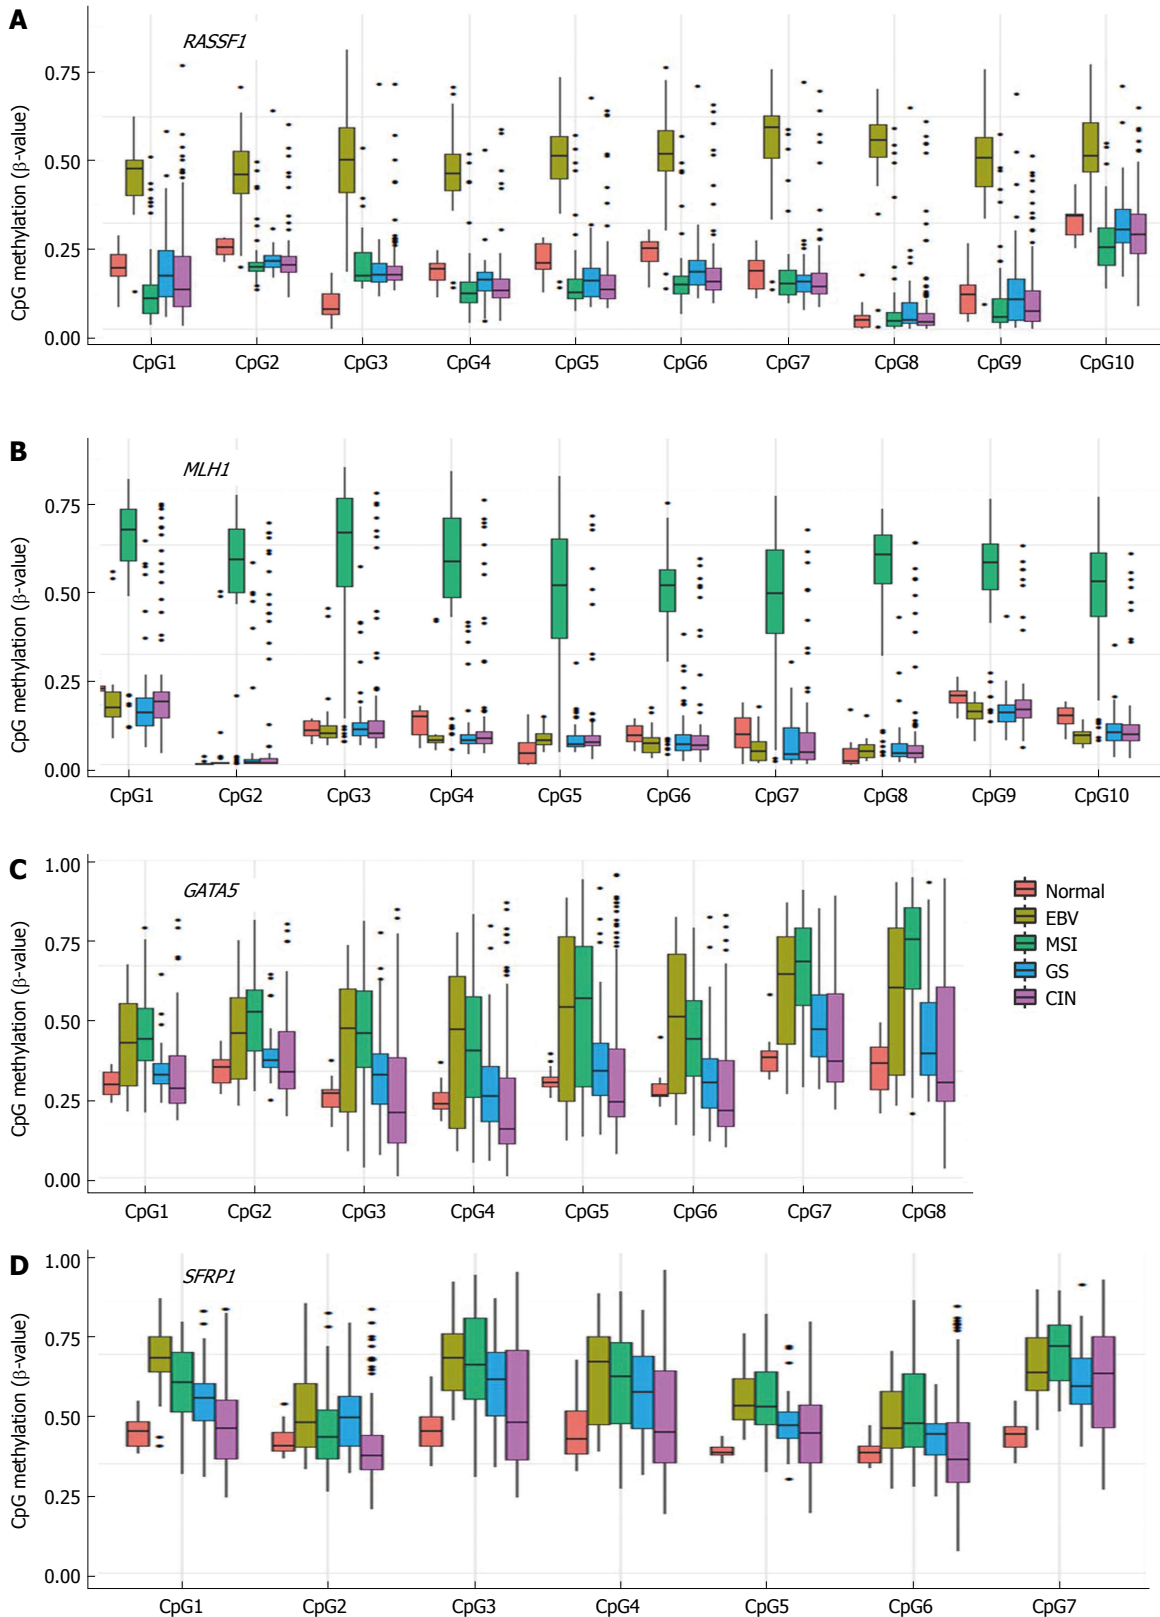 A
RASSF1
CpG methylation (β-value)
0.75
0.50
0.25
0.00
CpG1 CpG2 CpG3 CpG4 CpG5 CpG6 CpG7 CpG8 CpG9 CpG10
B
MLH1
CpG methylation (β-value)
0.75
0.50
0.25
0.00
CpG1 CpG2 CpG3 CpG4 CpG5 CpG6 CpG7 CpG8 CpG9 CpG10
C
GATA5
CpG methylation (β-value)
1.00
0.75
0.50
0.25
0.00
CpG1 CpG2 CpG3 CpG4 CpG5 CpG6 CpG7 CpG8
Normal
EBV
MSI
GS
CIN
D
SFRP1
CpG methylation (β-value)
1.00
0.75
0.50
0.25
0.00
CpG1 CpG2 CpG3 CpG4 CpG5 CpG6 CpG7